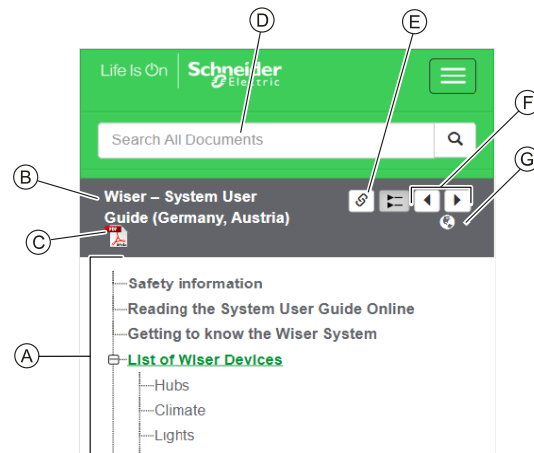 D
E
Life Is On | Schneider
Electric
F
Search All Documents
G
B
Wiser – System User
Guide (Germany, Austria)
C
PDF
Safety information
Reading the System User Guide Online
Getting to know the Wiser System
A
List of Wiser Devices
Hubs
Climate
Lights